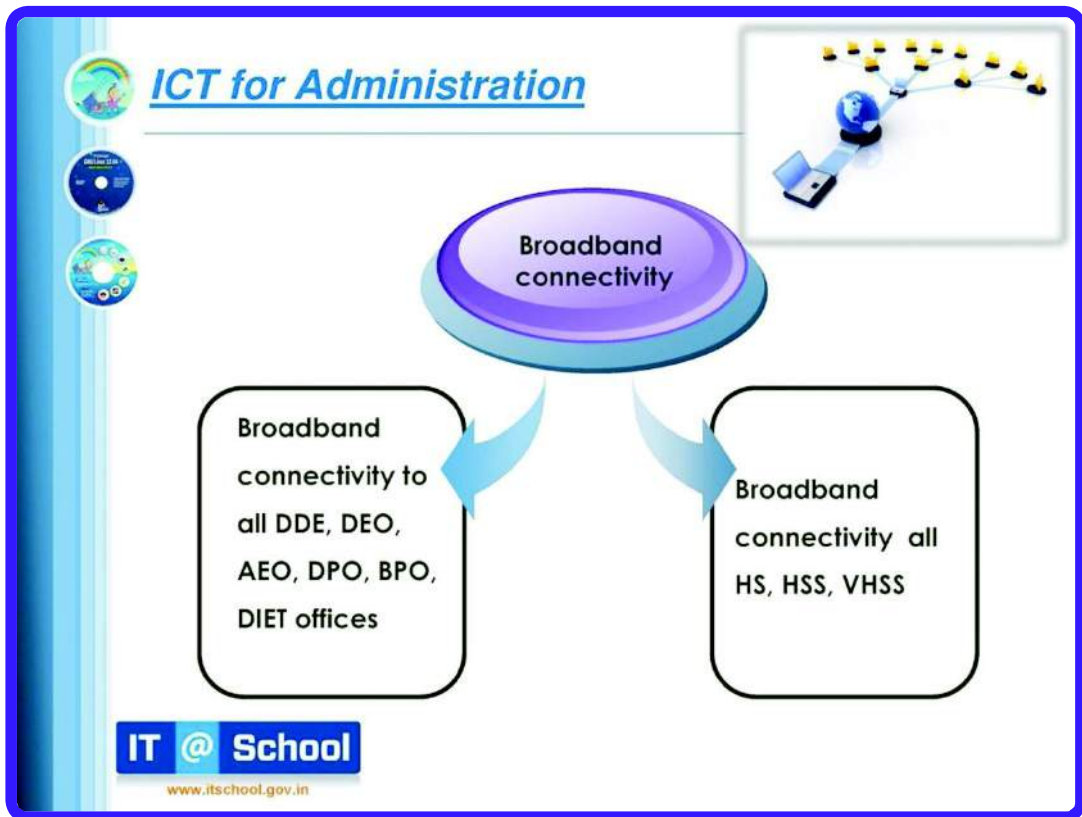 ICT for Administration
Broadband
connectivity
Broadband
connectivity to
all DDE, DEO,
AEO, DPO, BPO,
DIET offices
Broadband
connectivity all
HS, HSS, VHSS
IT @ School
www.itschool.gov.in